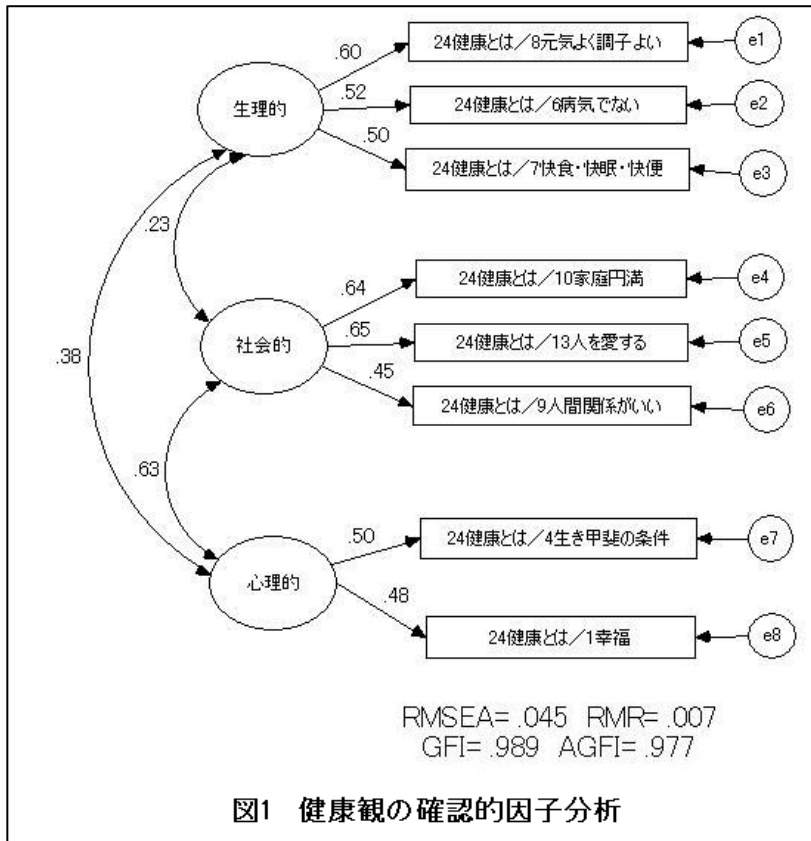 .60
24健康とは／8元気よく調子よい
e1
生理的
.52
24健康とは／6病気でない
e2
.50
24健康とは／7快食・快眠・快便
e3
.23
.64
24健康とは／10家庭円満
e4
.38
社会的
.65
24健康とは／13人を愛する
e5
.45
24健康とは／9人間関係がいい
e6
.63
.50
24健康とは／4生き甲斐の条件
e7
心理的
.48
24健康とは／1幸福
e8
RMSEA= .045 RMR= .007
GFI= .989 AGFI= .977
図1 健康観の確認的因子分析